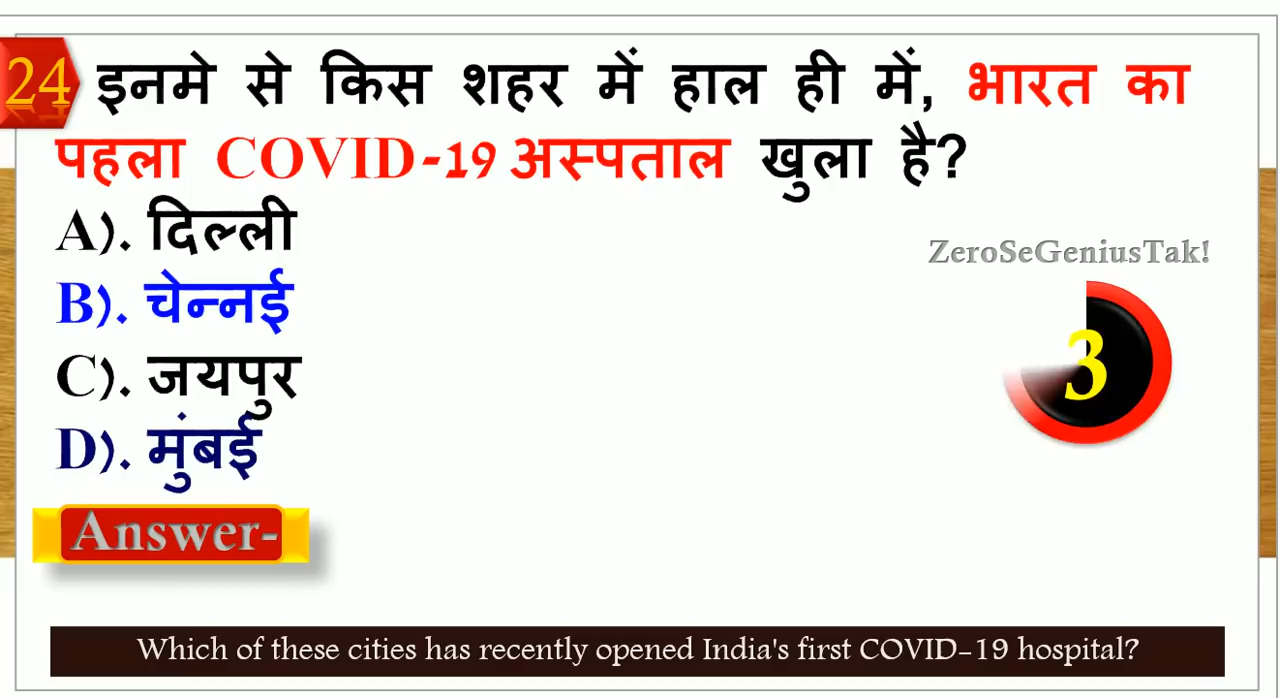 24 इनमे से किस शहर में हाल ही में, भारत का
पहला COVID-19 अस्पताल खुला है?
A). दिल्ली
B). चेन्नई
C). जयपुर
D). मुंबई
ZeroSeGeniusTak!
3
Answer-
Which of these cities has recently opened India's first COVID-19 hospital?